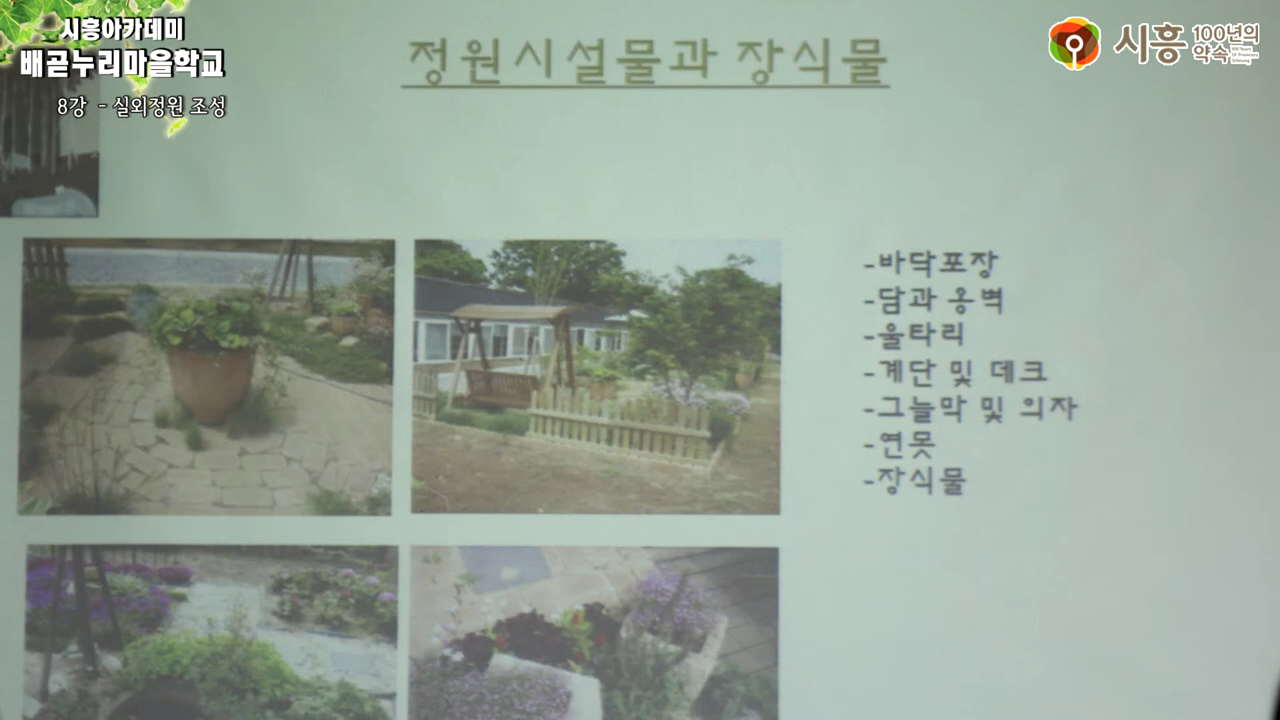 시흥아카데미
배곧누리마을학교
8강 - 실외정원 조성
정원시설물과 장식물
시흥 100년의 약속
-바닥포장
-담과 옹벽
-울타리
-계단 및 데크
-그늘막 및 의자
-연못
-장식물